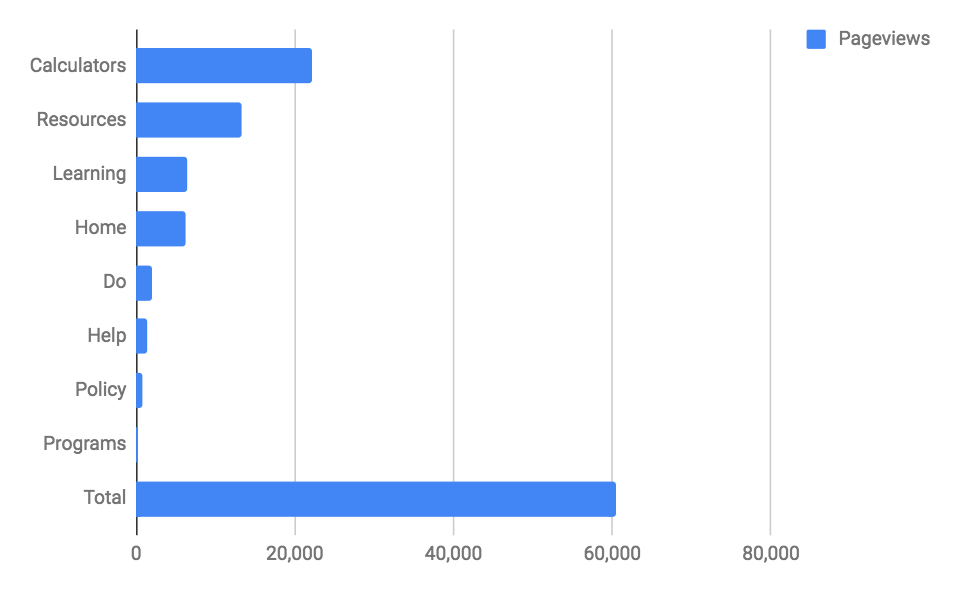 Pageviews
Calculators
Resources
Learning
Home
Do
Help
Policy
Programs
Total
0 20,000 40,000 60,000 80,000